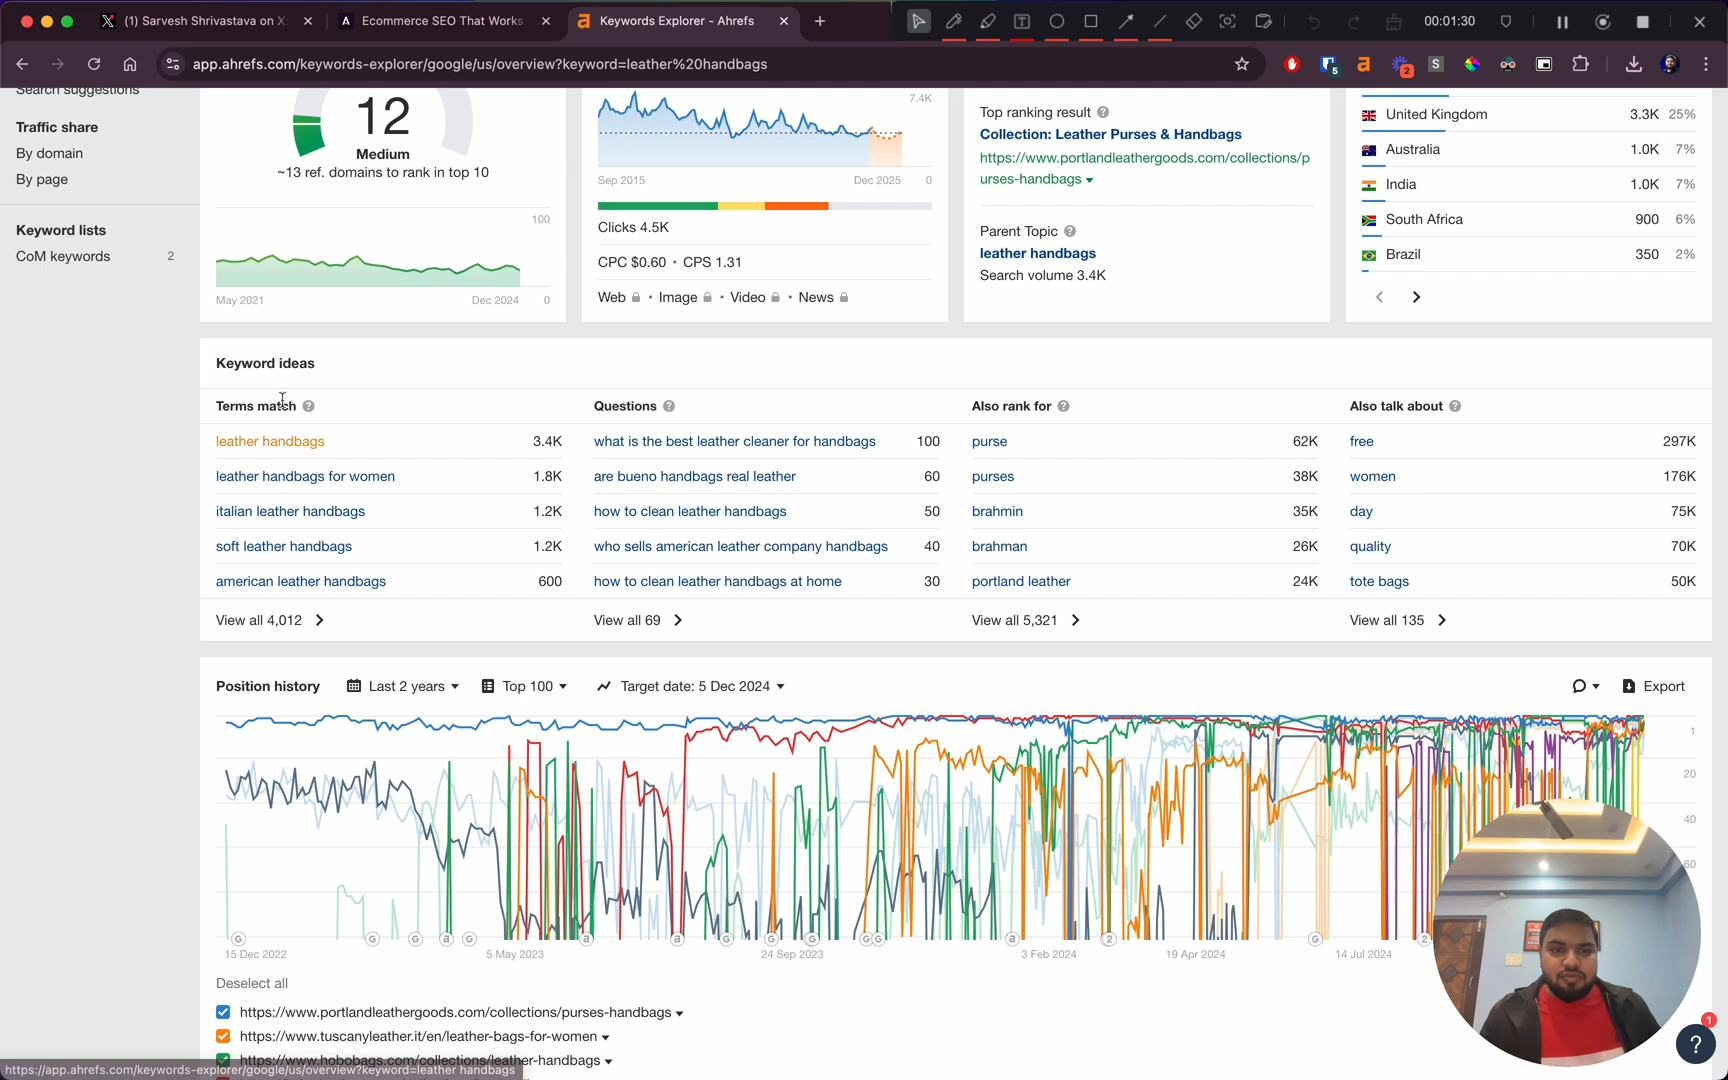 (1) Sarvesh Shrivastava on X:
Ecommerce SEO That Works
Keywords Explorer - Ahrefs
00:01:30
app.ahrefs.com/keywords-explorer/google/us/overview?keyword=leather%20handbags
5
2
S
Search suggestions
Traffic share
By domain
By page
Keyword lists
CoM keywords 2
12
Medium
~13 ref. domains to rank in top 10
100
May 2021 Dec 2024 0
7.4K
Sep 2015 Dec 2025 0
Clicks 4.5K
CPC $0.60 • CPS 1.31
Web • Image • Video • News
Top ranking result
Collection: Leather Purses & Handbags
https://www.portlandleathergoods.com/collections/p
urses-handbags
Parent Topic
leather handbags
Search volume 3.4K
United Kingdom 3.3K 25%
Australia 1.0K 7%
India 1.0K 7%
South Africa 900 6%
Brazil 350 2%
Keyword ideas
Terms match
leather handbags 3.4K
leather handbags for women 1.8K
italian leather handbags 1.2K
soft leather handbags 1.2K
american leather handbags 600
View all 4,012
Questions
what is the best leather cleaner for handbags 100
are bueno handbags real leather 60
how to clean leather handbags 50
who sells american leather company handbags 40
how to clean leather handbags at home 30
View all 69
Also rank for
purse 62K
purses 38K
brahmin 35K
brahman 26K
portland leather 24K
View all 5,321
Also talk about
free 297K
women 176K
day 75K
quality 70K
tote bags 50K
View all 135
Position history Last 2 years Top 100 Target date: 5 Dec 2024 Export
1
20
40
60
G G G a G a a G G G G G a 2 G 2
15 Dec 2022 5 May 2023 24 Sep 2023 3 Feb 2024 19 Apr 2024 14 Jul 2024
Deselect all
https://www.portlandleathergoods.com/collections/purses-handbags
https://www.tuscanyleather.it/en/leather-bags-for-women
https://www.hobobags.com/collections/leather-handbags
https://app.ahrefs.com/keywords-explorer/google/us/overview?keyword=leather handbags
1
?